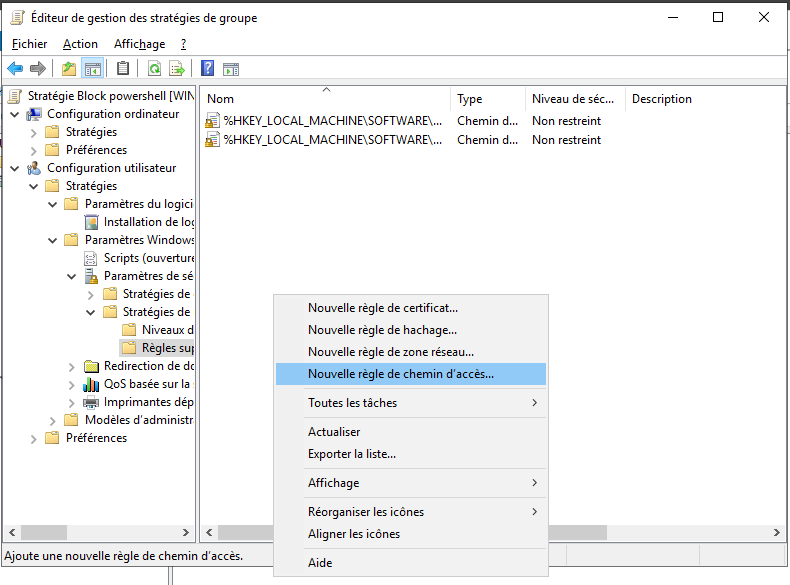 Éditeur de gestion des stratégies de groupe
Fichier Action Affichage ?
Stratégie Block powershell [WIN
Configuration ordinateur
Stratégies
Préférences
Configuration utilisateur
Stratégies
Paramètres du logici
Installation de log
Paramètres Windows
Scripts (ouverture
Paramètres de sé
Stratégies de
Stratégies de
Niveaux d
Règles sup
Redirection de do
QoS basée sur la
Imprimantes dép
Modèles d'administr
Préférences
Nom Type Niveau de séc... Description
%HKEY_LOCAL_MACHINE\SOFTWARE\... Chemin d... Non restreint
%HKEY_LOCAL_MACHINE\SOFTWARE\... Chemin d... Non restreint
Nouvelle règle de certificat...
Nouvelle règle de hachage...
Nouvelle règle de zone réseau...
Nouvelle règle de chemin d'accès...
Toutes les tâches
Actualiser
Exporter la liste...
Affichage
Réorganiser les icônes
Aligner les icônes
Aide
Ajoute une nouvelle règle de chemin d'accès.